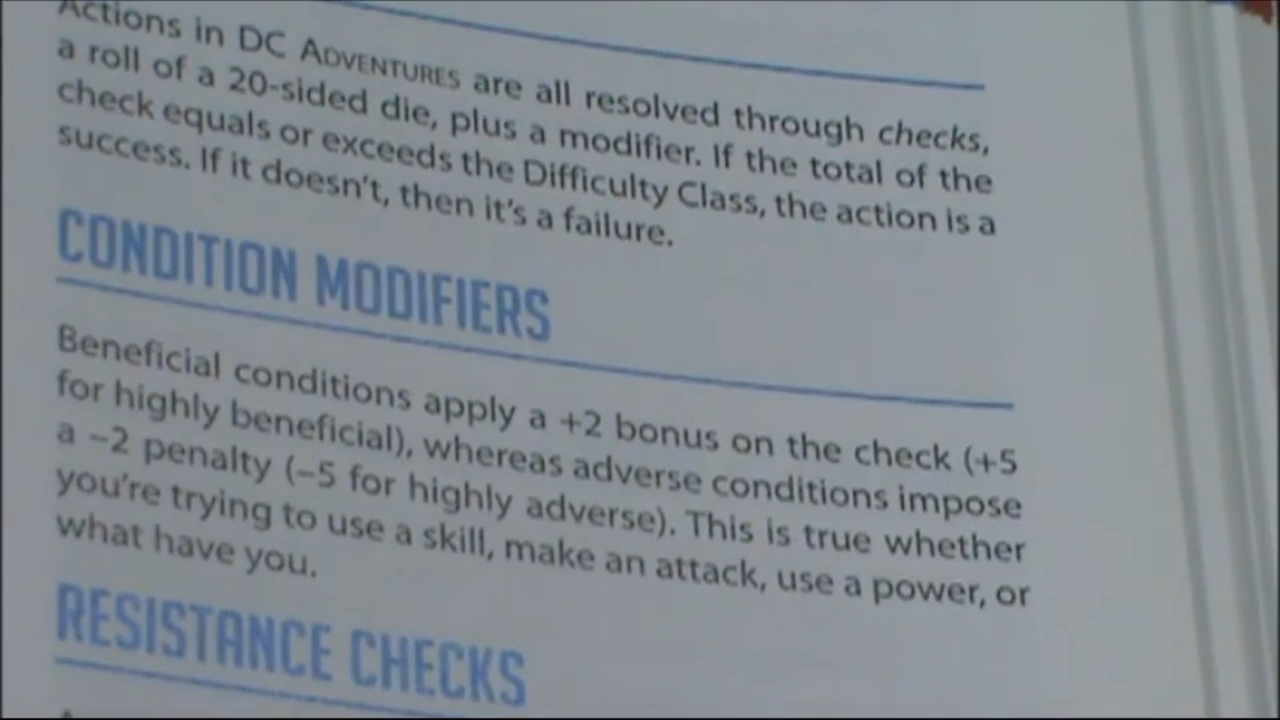 Actions in DC ADVENTURES are all resolved through checks,
a roll of a 20-sided die, plus a modifier. If the total of the
check equals or exceeds the Difficulty Class, the action is a
success. If it doesn't, then it's a failure.
CONDITION MODIFIERS
Beneficial conditions apply a +2 bonus on the check (+5
for highly beneficial), whereas adverse conditions impose
a –2 penalty (–5 for highly adverse). This is true whether
you're trying to use a skill, make an attack, use a power, or
what have you.
RESISTANCE CHECKS